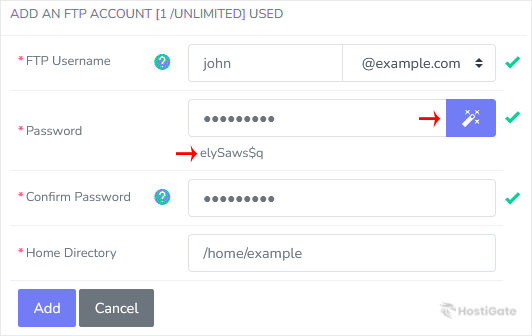 ADD AN FTP ACCOUNT [1 /UNLIMITED] USED
* FTP Username ? john @example.com
* Password •••••••••
elySaws$q
* Confirm Password ? •••••••••
* Home Directory /home/example
Add Cancel
HostiGate